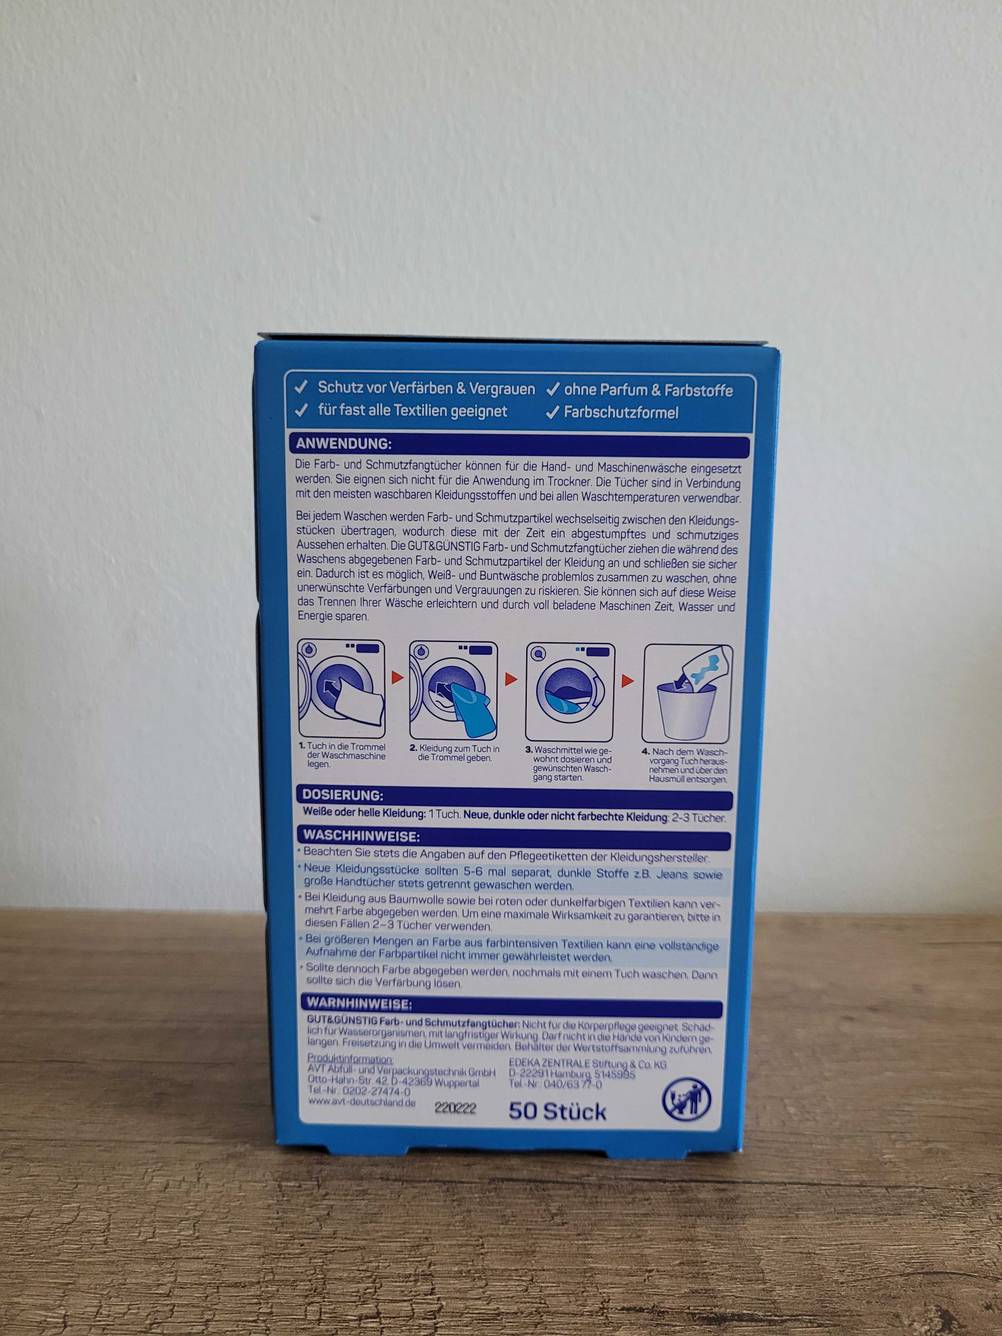 Schutz vor Verfärben & Vergrauen
ohne Parfum & Farbstoffe
für fast alle Textilien geeignet
Farbschutzformel
ANWENDUNG:
Die Farb- und Schmutzfangtücher können für die Hand- und Maschinenwäsche eingesetzt
werden. Sie eignen sich nicht für die Anwendung im Trockner. Die Tücher sind in Verbindung
mit den meisten waschbaren Kleidungsstoffen und bei allen Waschtemperaturen verwendbar.
Bei jedem Waschen werden Farb- und Schmutzpartikel wechselseitig zwischen den Kleidungs-
stücken übertragen, wodurch diese mit der Zeit ein abgestumpftes und schmutziges
Aussehen erhalten. Die GUT&GÜNSTIG Farb- und Schmutzfangtücher ziehen die während des
Waschens abgegebenen Farb- und Schmutzpartikel der Kleidung an und schließen sie sicher
ein. Dadurch ist es möglich, Weiß- und Buntwäsche problemlos zusammen zu waschen, ohne
unerwünschte Verfärbungen und Vergrauungen zu riskieren. Sie können sich auf diese Weise
das Trennen Ihrer Wäsche erleichtern und durch voll beladene Maschinen Zeit, Wasser und
Energie sparen.
1. Tuch in die Trommel
der Waschmaschine
legen.
2. Kleidung zum Tuch in
die Trommel geben.
3. Waschmittel wie ge-
wohnt dosieren und
gewünschten Wasch-
gang starten.
4. Nach dem Wasch-
vorgang Tuch heraus-
nehmen und über den
Hausmüll entsorgen.
DOSIERUNG:
Weiße oder helle Kleidung: 1 Tuch. Neue, dunkle oder nicht farbechte Kleidung: 2-3 Tücher.
WASCHHINWEISE:
• Beachten Sie stets die Angaben auf den Pflegeetiketten der Kleidungshersteller.
• Neue Kleidungsstücke sollten 5-6 mal separat, dunkle Stoffe z.B. Jeans sowie
große Handtücher stets getrennt gewaschen werden.
• Bei Kleidung aus Baumwolle sowie bei roten oder dunkelfarbigen Textilien kann ver-
mehrt Farbe abgegeben werden. Um eine maximale Wirksamkeit zu garantieren, bitte in
diesen Fällen 2–3 Tücher verwenden.
• Bei größeren Mengen an Farbe aus farbintensiven Textilien kann eine vollständige
Aufnahme der Farbpartikel nicht immer gewährleistet werden.
• Sollte dennoch Farbe abgegeben werden, nochmals mit einem Tuch waschen. Dann
sollte sich die Verfärbung lösen.
WARNHINWEISE:
GUT&GÜNSTIG Farb- und Schmutzfangtücher: Nicht für die Körperpflege geeignet. Schäd-
lich für Wasserorganismen, mit langfristiger Wirkung. Darf nicht in die Hände von Kindern ge-
langen. Freisetzung in die Umwelt vermeiden. Behälter der Wertstoffsammlung zuführen.
Produktinformation:
AVT Abfüll- und Verpackungstechnik GmbH
Otto-Hahn-Str. 42, D-42369 Wuppertal
Tel.-Nr.: 0202-27474-0
www.avt-deutschland.de
220222
EDEKA ZENTRALE Stiftung & Co. KG
D-22291 Hamburg, 5145995
Tel.-Nr.: 040/63 77-0
50 Stück